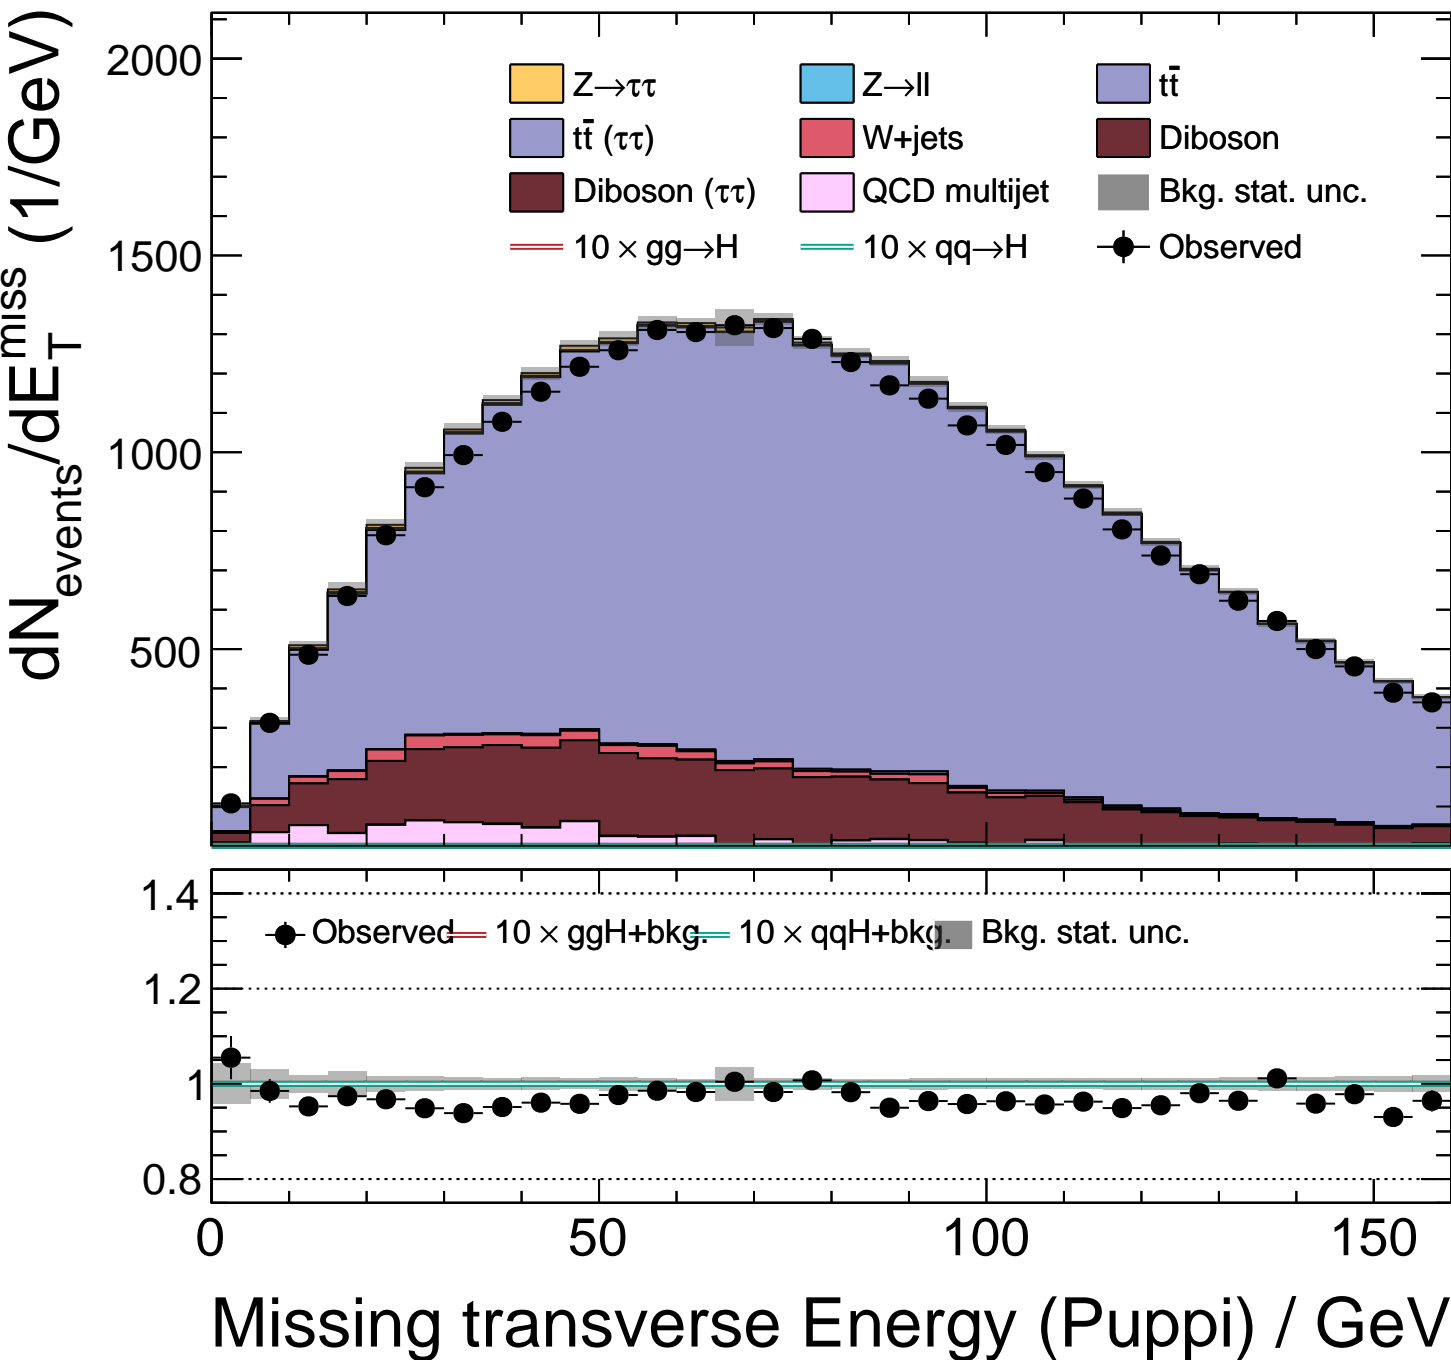 dN_events/dE_T^miss (1/GeV)
2000
1500
1000
500
Z→ττ Z→ll tt̄
tt̄ (ττ) W+jets Diboson
Diboson (ττ) QCD multijet Bkg. stat. unc.
10 × gg→H 10 × qq→H Observed
1.4
1.2
1
0.8
Observed 10 × ggH+bkg. 10 × qqH+bkg. Bkg. stat. unc.
0 50 100 150
Missing transverse Energy (Puppi) / GeV